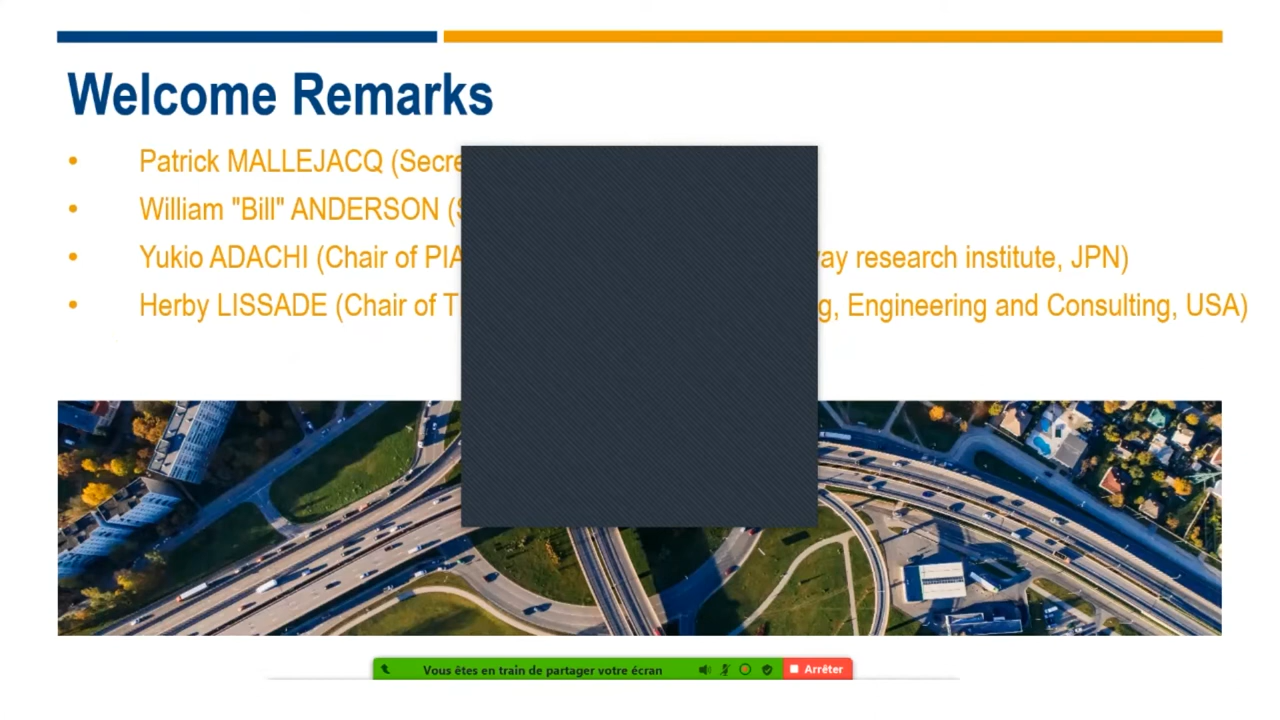 Welcome Remarks
• Patrick MALLEJACQ (Secre
• William "Bill" ANDERSON (
• Yukio ADACHI (Chair of PIA way research institute, JPN)
• Herby LISSADE (Chair of T g, Engineering and Consulting, USA)
Vous êtes en train de partager votre écran Arrêter